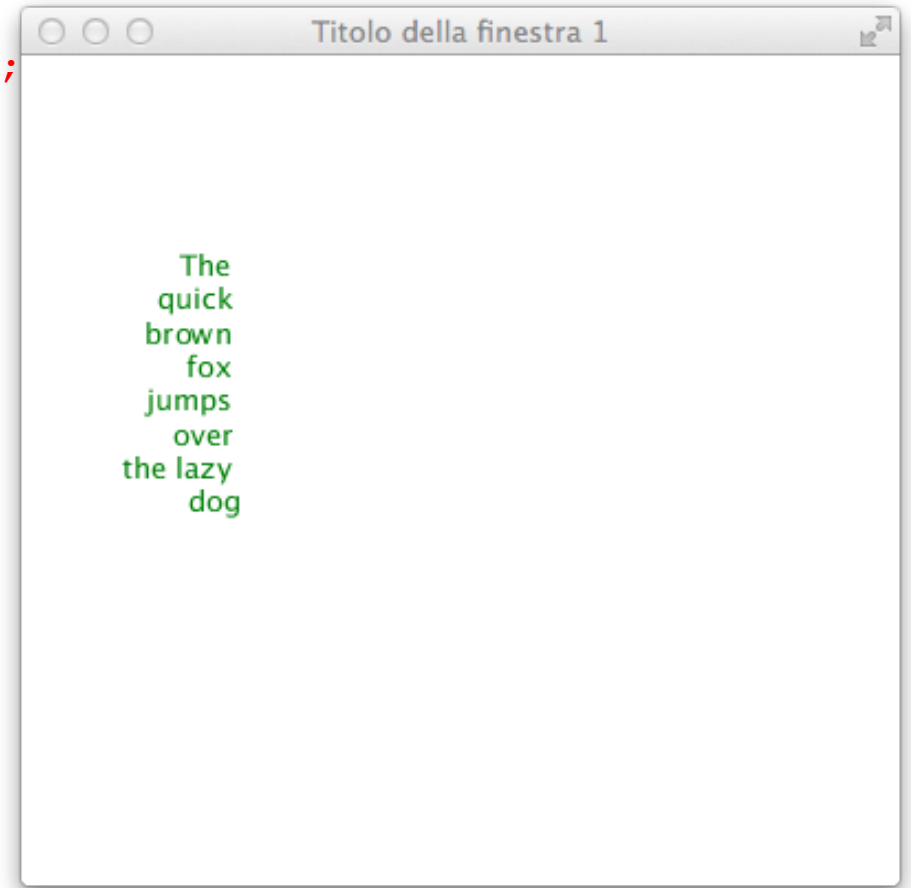 Titolo della finestra 1
;
The
quick
brown
fox
jumps
over
the lazy
dog